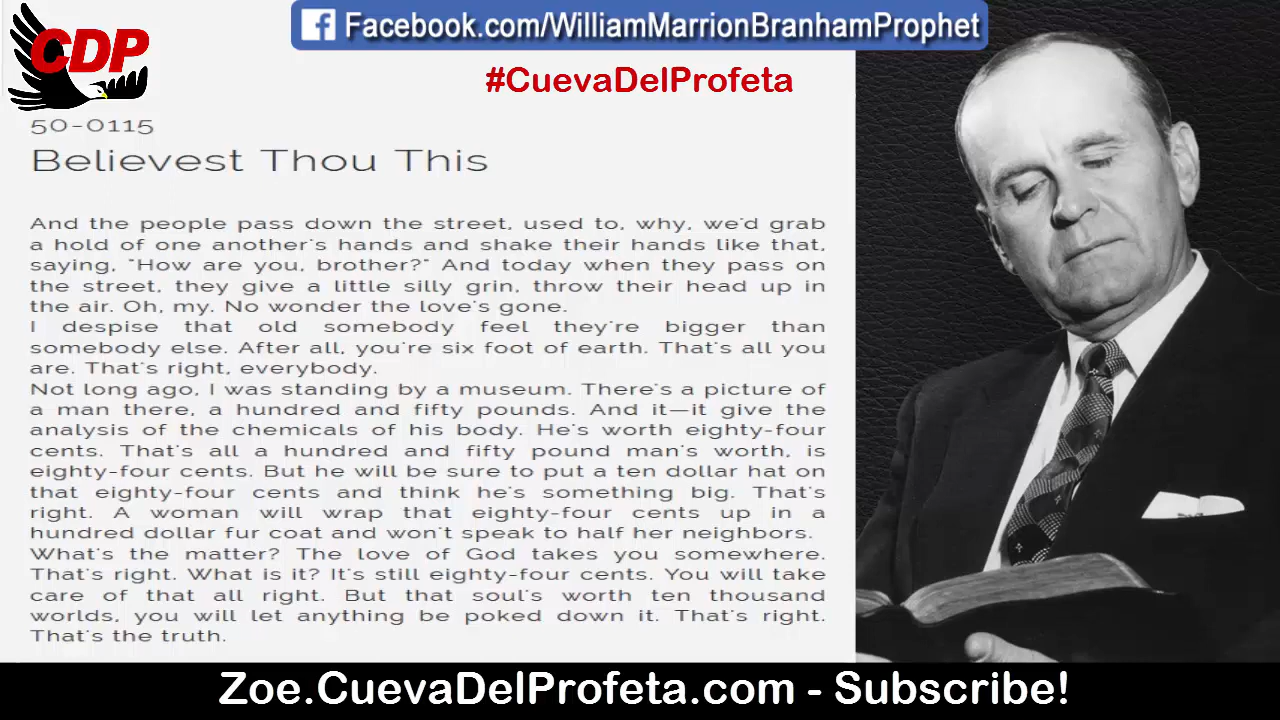 CDP
Facebook.com/WilliamMarrionBranhamProphet
#CuevaDelProfeta
50-0115
Believest Thou This
And the people pass down the street, used to, why, we'd grab
a hold of one another's hands and shake their hands like that,
saying, "How are you, brother?" And today when they pass on
the street, they give a little silly grin, throw their head up in
the air. Oh, my. No wonder the love's gone.
I despise that old somebody feel they're bigger than
somebody else. After all, you're six foot of earth. That's all you
are. That's right, everybody.
Not long ago, I was standing by a museum. There's a picture of
a man there, a hundred and fifty pounds. And it—it give the
analysis of the chemicals of his body. He's worth eighty-four
cents. That's all a hundred and fifty pound man's worth, is
eighty-four cents. But he will be sure to put a ten dollar hat on
that eighty-four cents and think he's something big. That's
right. A woman will wrap that eighty-four cents up in a
hundred dollar fur coat and won't speak to half her neighbors.
What's the matter? The love of God takes you somewhere.
That's right. What is it? It's still eighty-four cents. You will take
care of that all right. But that soul's worth ten thousand
worlds, you will let anything be poked down it. That's right.
That's the truth.
Zoe.CuevaDelProfeta.com - Subscribe!